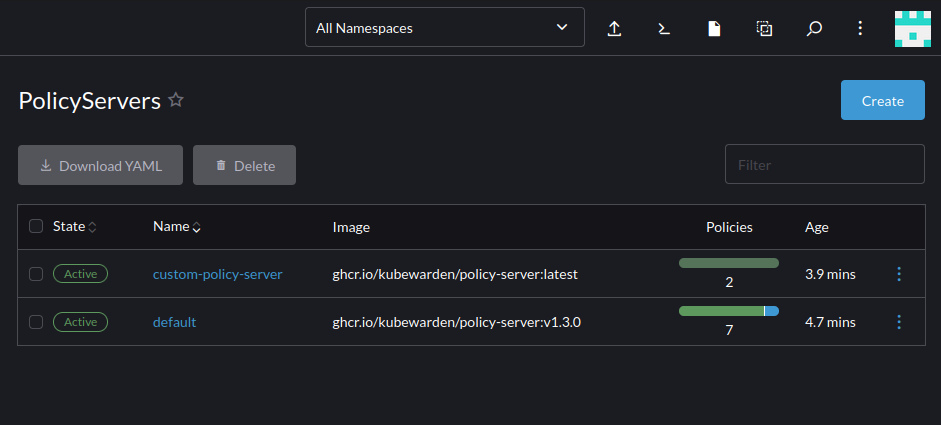 All Namespaces
PolicyServers
Create
Download YAML
Delete
Filter
State Name Image Policies Age
Active custom-policy-server ghcr.io/kubewarden/policy-server:latest 2 3.9 mins
Active default ghcr.io/kubewarden/policy-server:v1.3.0 7 4.7 mins